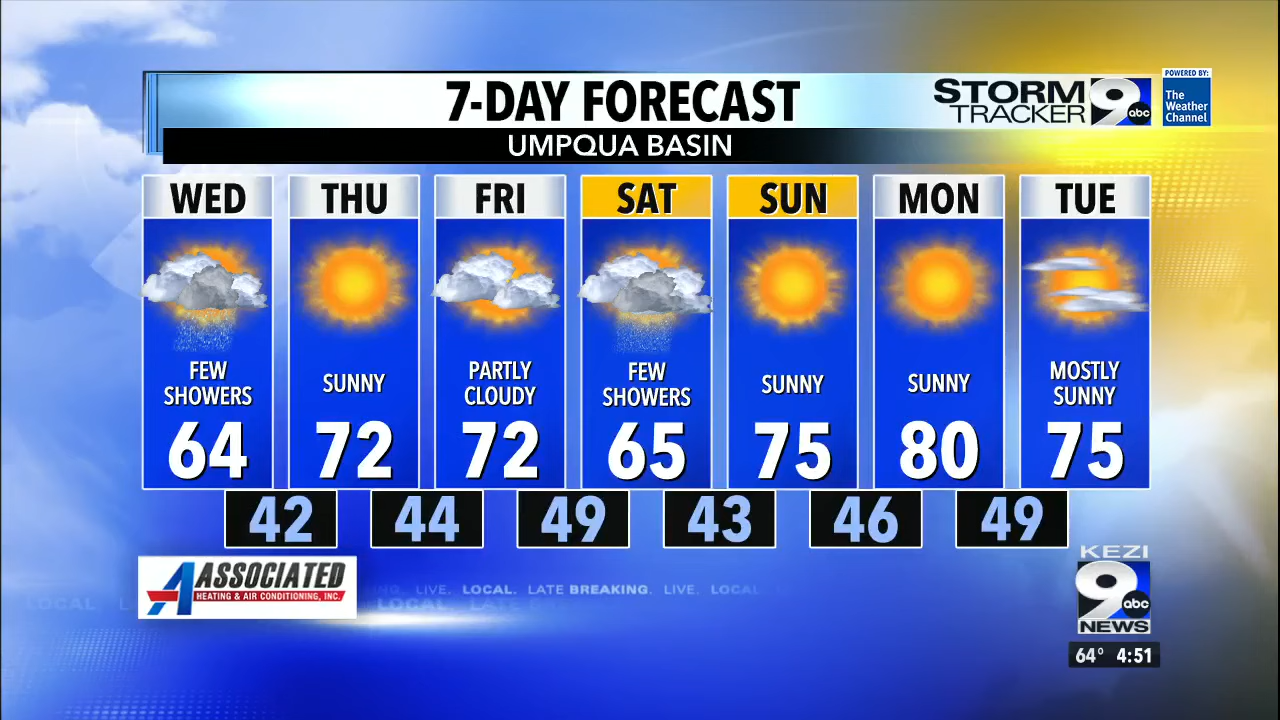 7-DAY FORECAST
UMPQUA BASIN
STORM
TRACKER
9
abc
POWERED BY:
The
Weather
Channel
WED
THU
FRI
SAT
SUN
MON
TUE
FEW
SHOWERS
SUNNY
PARTLY
CLOUDY
FEW
SHOWERS
SUNNY
SUNNY
MOSTLY
SUNNY
64
72
72
65
75
80
75
42
44
49
43
46
49
A ASSOCIATED
HEATING & AIR CONDITIONING, INC.
LIVE. LOCAL. LATE BREAKING. LIVE. LOCAL
LOCAL.
LOCAL
KEZI
9
abc
NEWS
64° 4:51